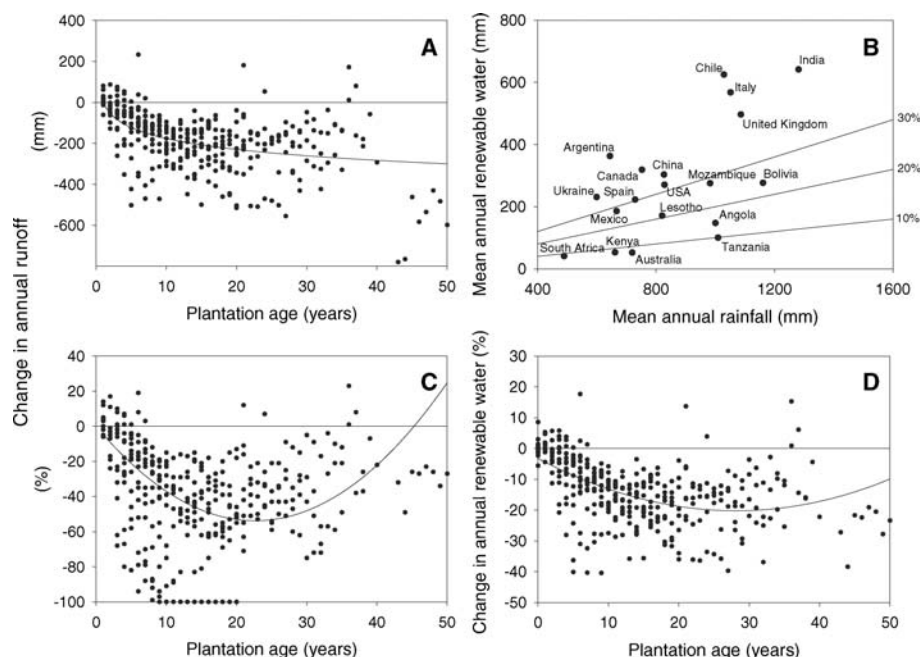 A
400
200
0
-200
-400
-600
0 10 20 30 40 50
Plantation age (years)
(mm)
Change in annual runoff
B
Mean annual renewable water (mm)
800
600
400
200
0
400 800 1200 1600
Mean annual rainfall (mm)
India
Chile
Italy
United Kingdom
30%
Argentina
China
Canada
Mozambique
Bolivia
20%
Ukraine
Spain
USA
Mexico
Lesotho
Angola
10%
South Africa
Kenya
Tanzania
Australia
C
40
20
0
-20
-40
-60
-80
-100
0 10 20 30 40 50
Plantation age (years)
(%)
D
Change in annual renewable water (%)
30
20
10
0
-10
-20
-30
-40
-50
0 10 20 30 40 50
Plantation age (years)